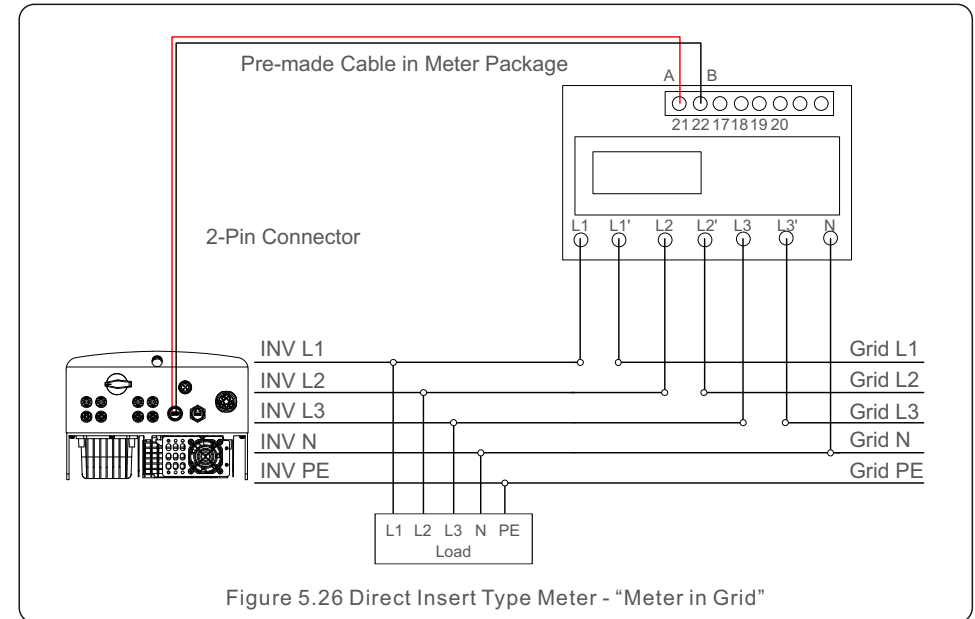 Pre-made Cable in Meter Package
A B
21 22 17 18 19 20
2-Pin Connector
L1 L1' L2 L2' L3 L3' N
INV L1 Grid L1
INV L2 Grid L2
INV L3 Grid L3
INV N Grid N
INV PE Grid PE
L1 L2 L3 N PE
Load
Figure 5.26 Direct Insert Type Meter - “Meter in Grid”